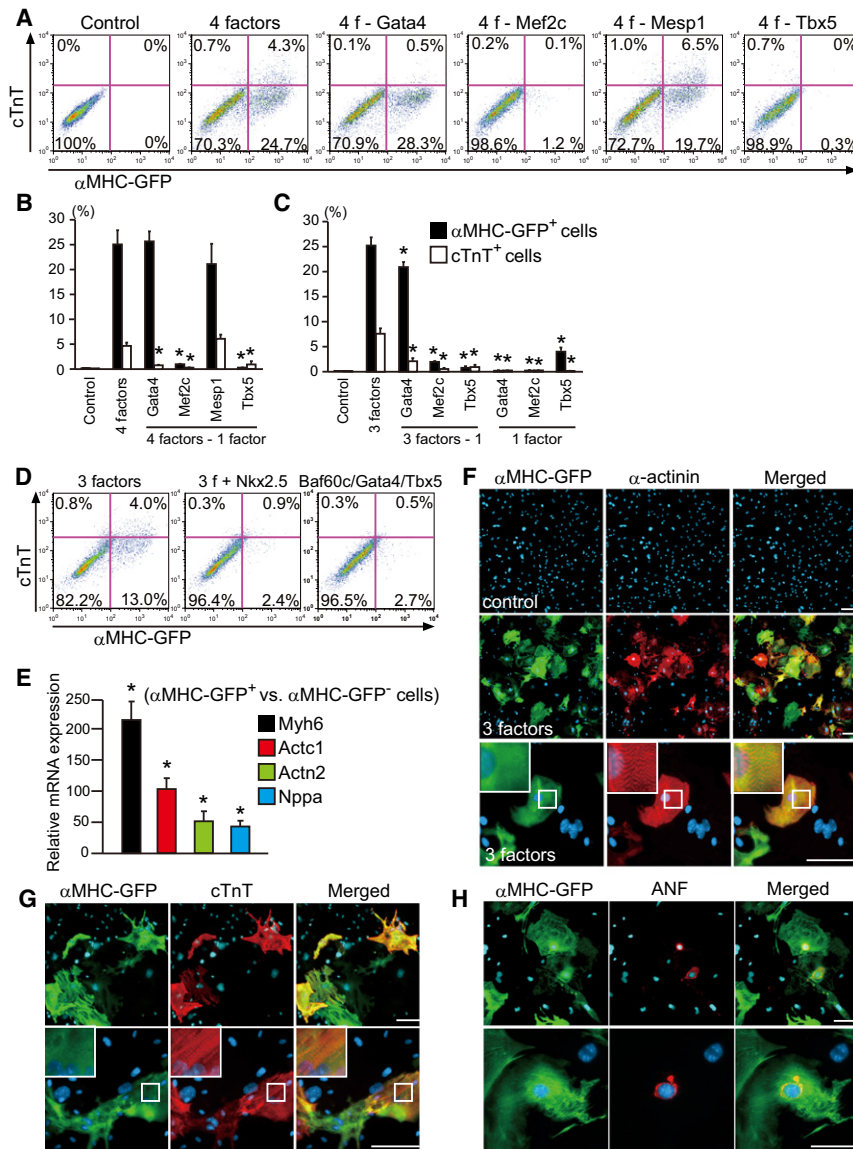 A
Control
4 factors
4 f - Gata4
4 f - Mef2c
4 f - Mesp1
4 f - Tbx5
0% 0%
0.7% 4.3%
0.1% 0.5%
0.2% 0.1%
1.0% 6.5%
0.7% 0%
100% 0%
70.3% 24.7%
70.9% 28.3%
98.6% 1.2 %
72.7% 19.7%
98.9% 0.3%
cTnT
αMHC-GFP
B
(%)
30
25
20
15
10
5
0
* * * * *
Control
4 factors
Gata4
Mef2c
Mesp1
Tbx5
4 factors - 1 factor
C
(%)
30
25
20
15
10
5
0
αMHC-GFP+ cells
cTnT+ cells
* * * * * * ** ** * *
Control
3 factors
Gata4
Mef2c
Tbx5
Gata4
Mef2c
Tbx5
3 factors - 1
1 factor
D
3 factors
3 f + Nkx2.5
Baf60c/Gata4/Tbx5
0.8% 4.0%
0.3% 0.9%
0.3% 0.5%
82.2% 13.0%
96.4% 2.4%
96.5% 2.7%
cTnT
αMHC-GFP
E
(αMHC-GFP+ vs. αMHC-GFP- cells)
Relative mRNA expression
250
200
150
100
50
0
* * * *
Myh6
Actc1
Actn2
Nppa
F
αMHC-GFP
α-actinin
Merged
control
3 factors
3 factors
G
αMHC-GFP
cTnT
Merged
H
αMHC-GFP
ANF
Merged